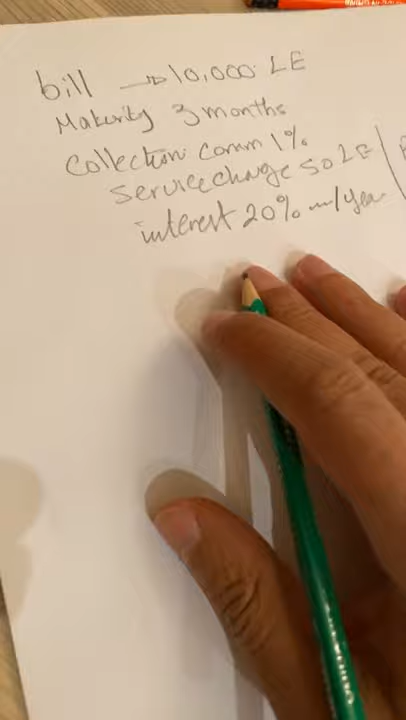 bill → 10,000 LE
Maturity 3 months
Collection Comm 1%
service charge 50 LE
interest 20% /year